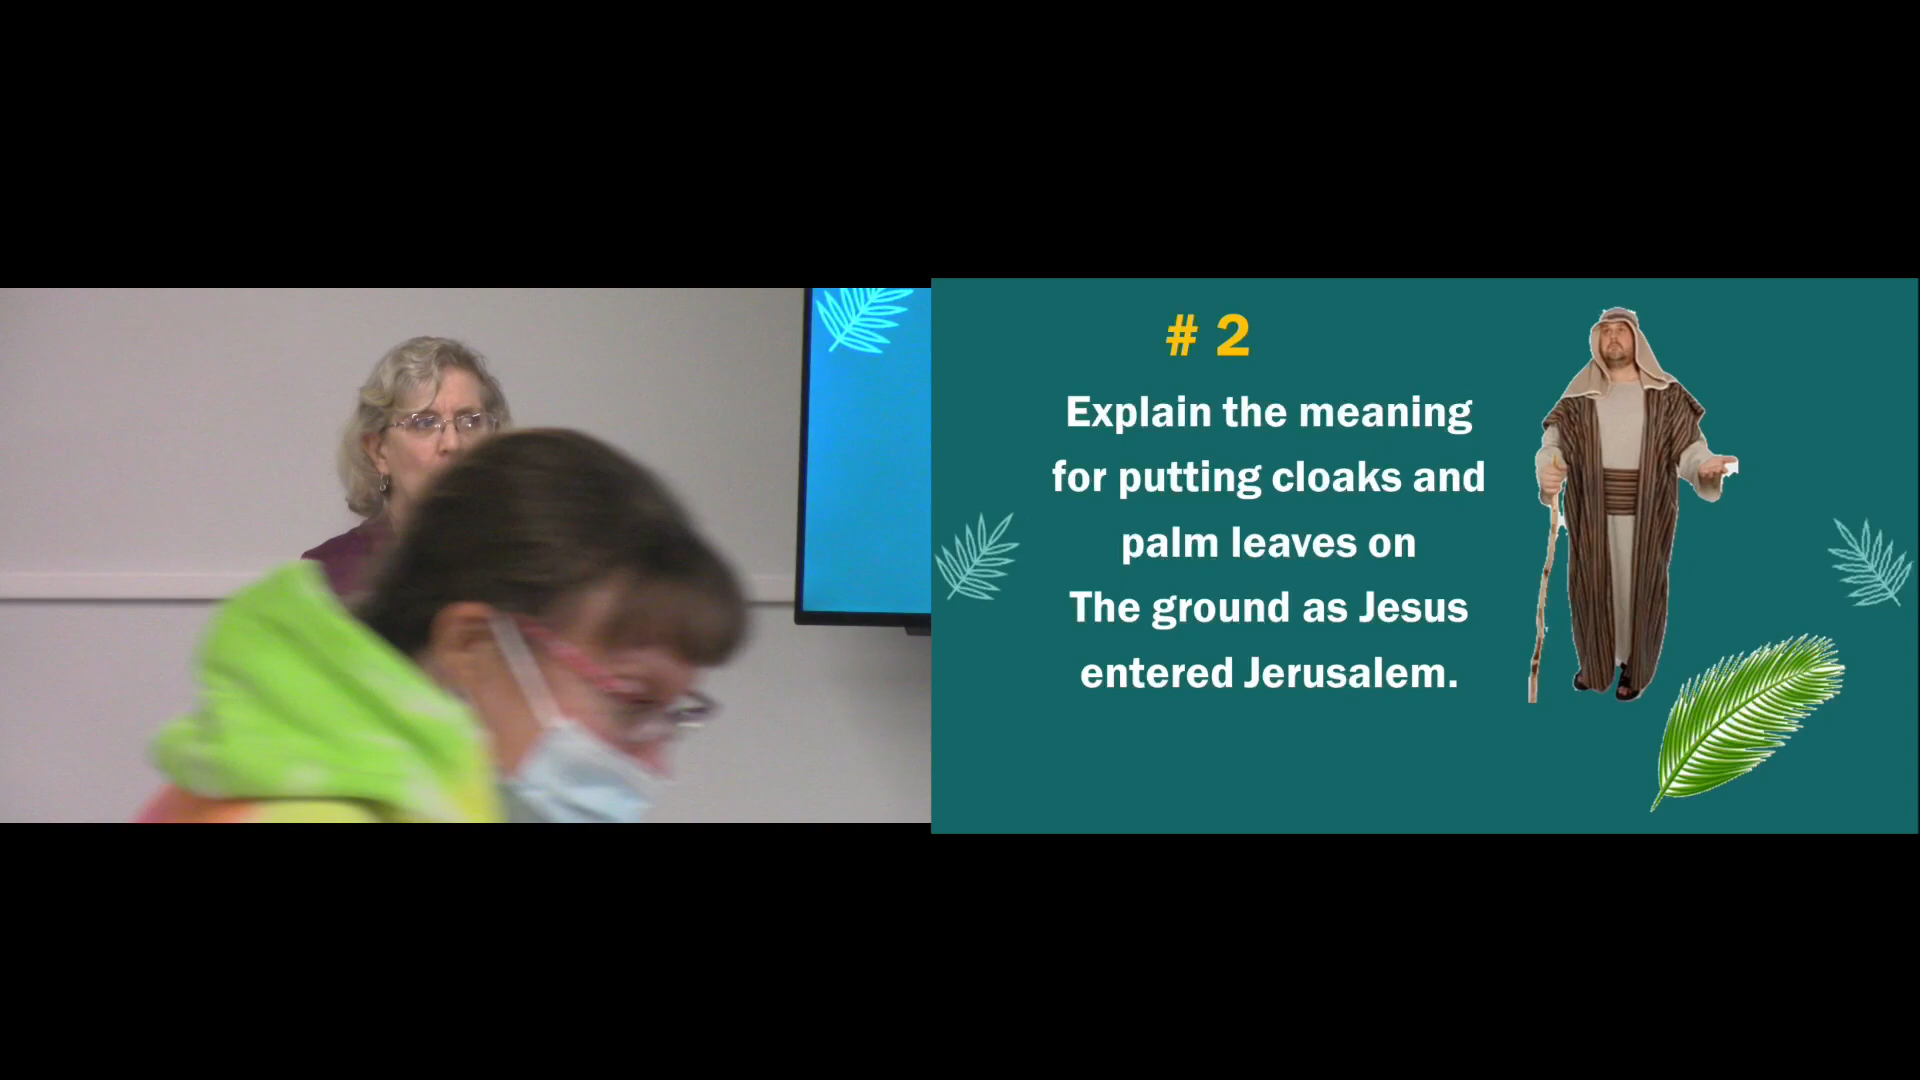 # 2
Explain the meaning
for putting cloaks and
palm leaves on
The ground as Jesus
entered Jerusalem.